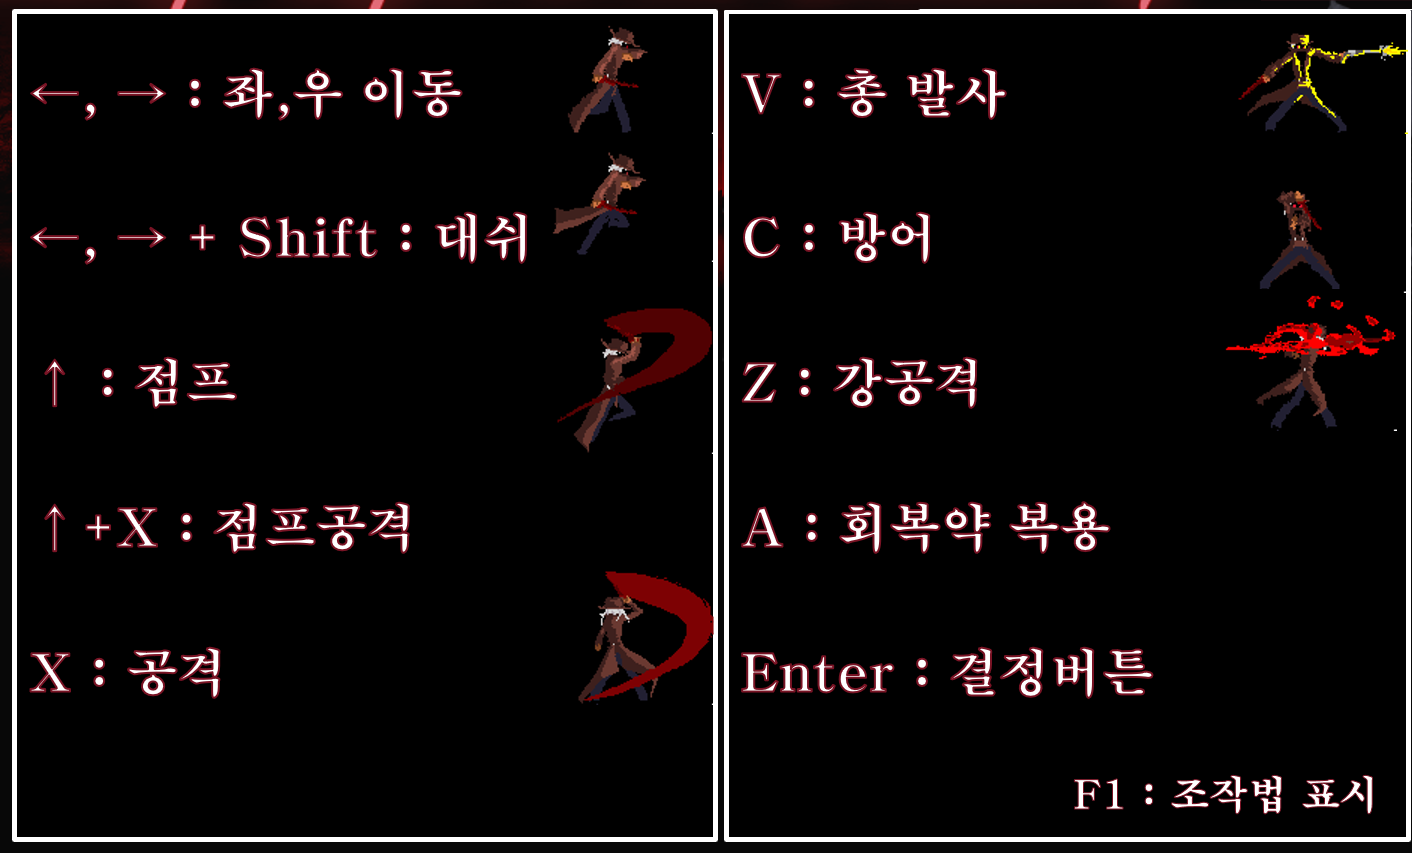 ←, → : 좌,우 이동
←, → + Shift : 대쉬
↑ : 점프
↑ +X : 점프공격
X : 공격
V : 총 발사
C : 방어
Z : 강공격
A : 회복약 복용
Enter : 결정버튼
F1 : 조작법 표시